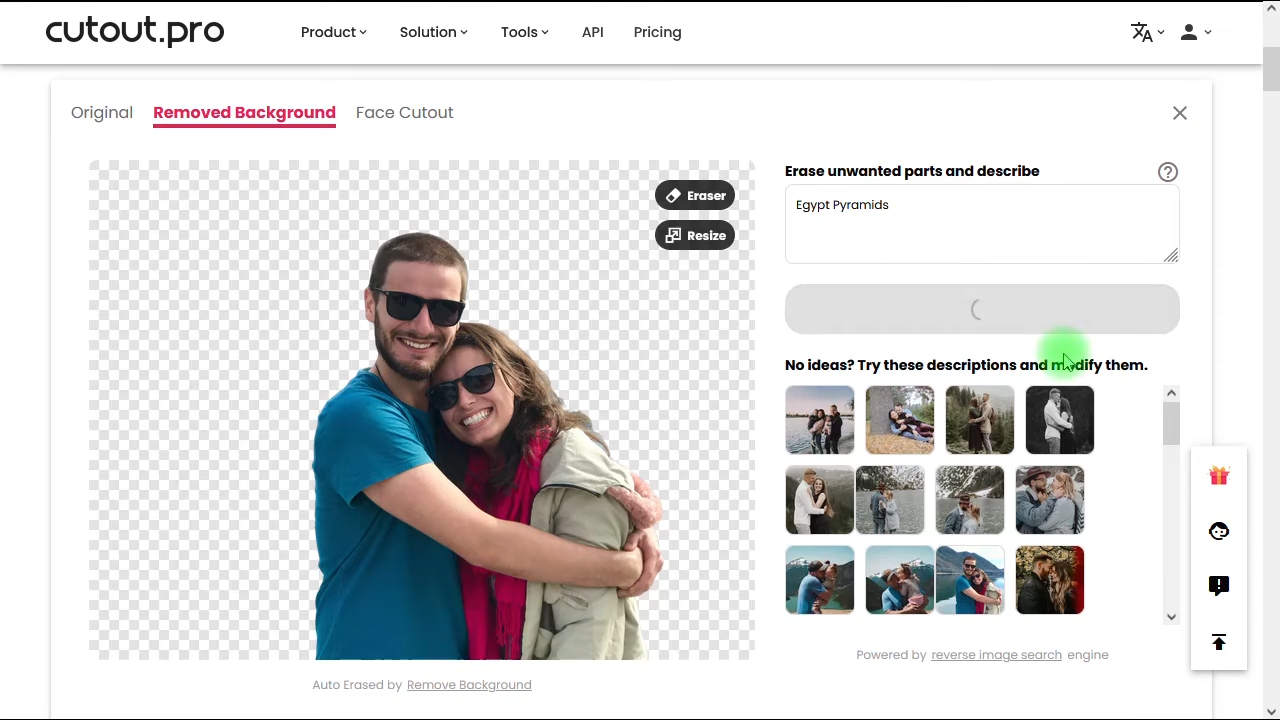 cutout.pro
Product
Solution
Tools
API
Pricing
Original
Removed Background
Face Cutout
Eraser
Resize
Erase unwanted parts and describe
Egypt Pyramids
No ideas? Try these descriptions and modify them.
Powered by reverse image search engine
Auto Erased by Remove Background